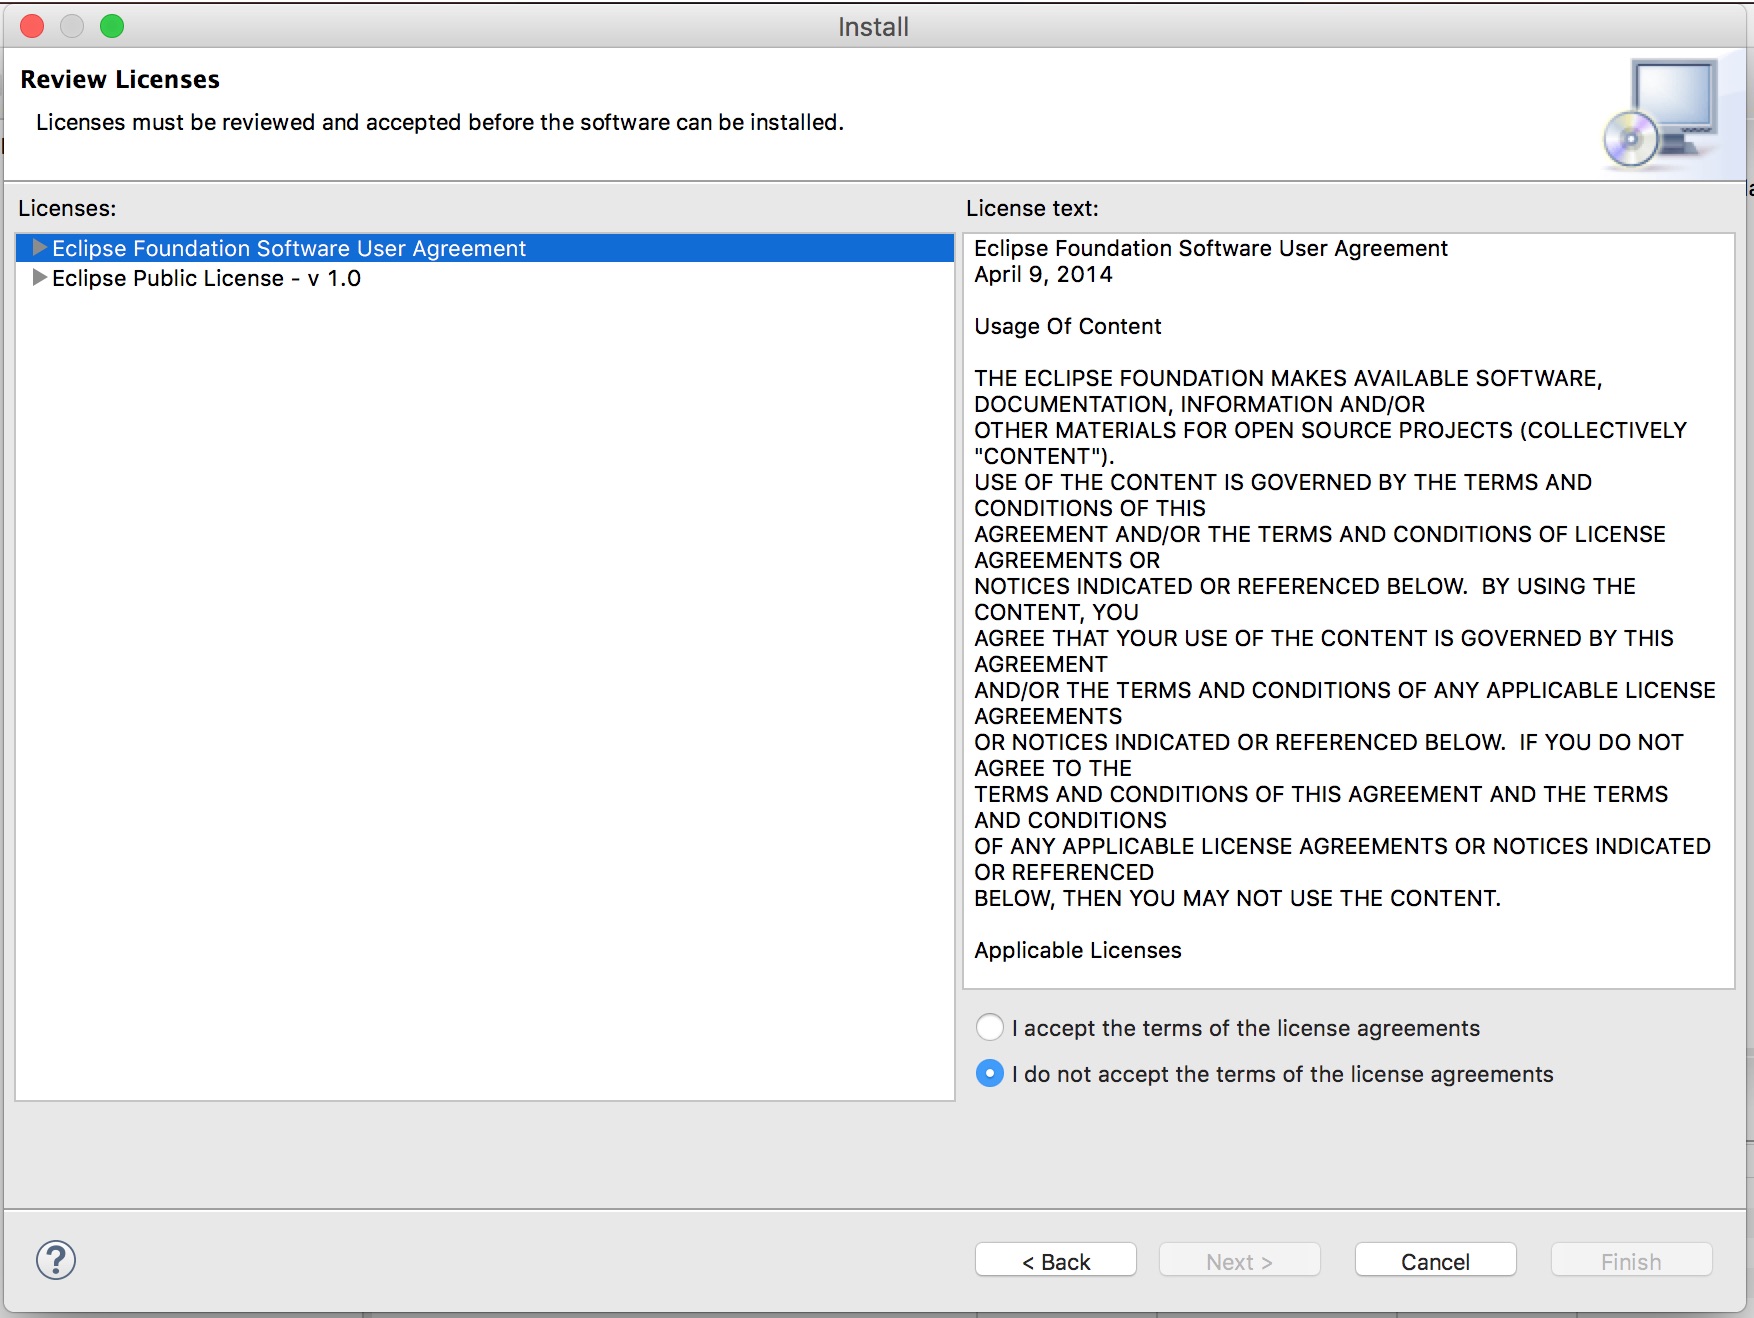 Install
Review Licenses
Licenses must be reviewed and accepted before the software can be installed.
Licenses:
Eclipse Foundation Software User Agreement
Eclipse Public License - v 1.0
License text:
Eclipse Foundation Software User Agreement
April 9, 2014
Usage Of Content
THE ECLIPSE FOUNDATION MAKES AVAILABLE SOFTWARE,
DOCUMENTATION, INFORMATION AND/OR
OTHER MATERIALS FOR OPEN SOURCE PROJECTS (COLLECTIVELY
"CONTENT").
USE OF THE CONTENT IS GOVERNED BY THE TERMS AND
CONDITIONS OF THIS
AGREEMENT AND/OR THE TERMS AND CONDITIONS OF LICENSE
AGREEMENTS OR
NOTICES INDICATED OR REFERENCED BELOW.  BY USING THE
CONTENT, YOU
AGREE THAT YOUR USE OF THE CONTENT IS GOVERNED BY THIS
AGREEMENT
AND/OR THE TERMS AND CONDITIONS OF ANY APPLICABLE LICENSE
AGREEMENTS
OR NOTICES INDICATED OR REFERENCED BELOW.  IF YOU DO NOT
AGREE TO THE
TERMS AND CONDITIONS OF THIS AGREEMENT AND THE TERMS
AND CONDITIONS
OF ANY APPLICABLE LICENSE AGREEMENTS OR NOTICES INDICATED
OR REFERENCED
BELOW, THEN YOU MAY NOT USE THE CONTENT.
Applicable Licenses
I accept the terms of the license agreements
I do not accept the terms of the license agreements
?
< Back
Next >
Cancel
Finish